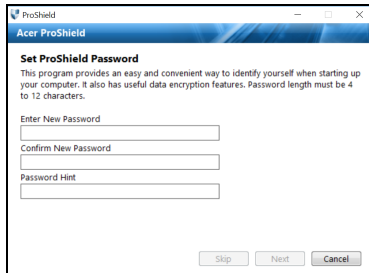 ProShield
Acer ProShield
Set ProShield Password
This program provides an easy and convenient way to identify yourself when starting up
your computer. It also has useful data encryption features. Password length must be 4
to 12 characters.
Enter New Password
Confirm New Password
Password Hint
Skip Next Cancel